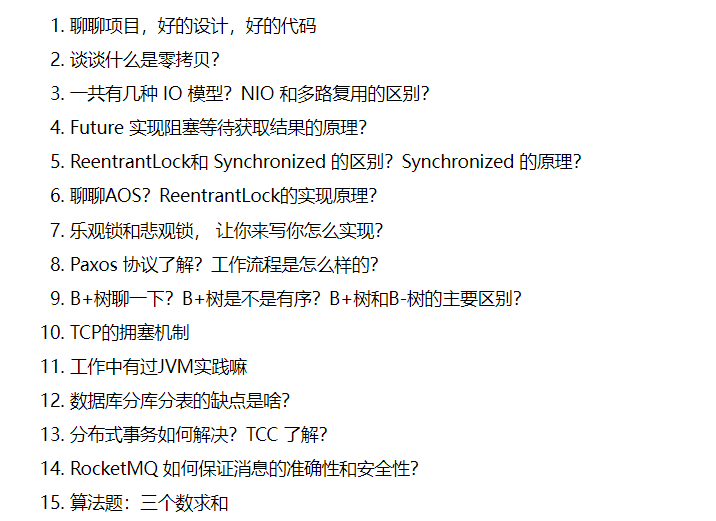 1. 聊聊项目，好的设计，好的代码
2. 谈谈什么是零拷贝？
3. 一共有几种 IO 模型？NIO 和多路复用的区别？
4. Future 实现阻塞等待获取结果的原理？
5. ReentrantLock和 Synchronized 的区别？Synchronized 的原理？
6. 聊聊AOS？ReentrantLock的实现原理？
7. 乐观锁和悲观锁， 让你来写你怎么实现？
8. Paxos 协议了解？工作流程是怎么样的？
9. B+树聊一下？B+树是不是有序？B+树和B-树的主要区别？
10. TCP的拥塞机制
11. 工作中有过JVM实践嘛
12. 数据库分库分表的缺点是啥？
13. 分布式事务如何解决？TCC 了解？
14. RocketMQ 如何保证消息的准确性和安全性？
15. 算法题：三个数求和